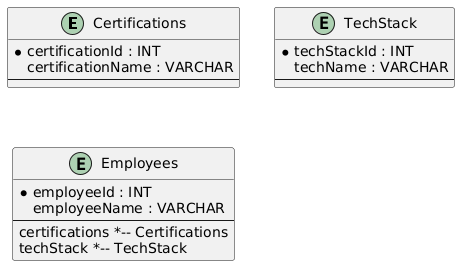 E Certifications
* certificationId : INT
certificationName : VARCHAR
E TechStack
* techStackId : INT
techName : VARCHAR
E Employees
* employeeId : INT
employeeName : VARCHAR
certifications *-- Certifications
techStack *-- TechStack